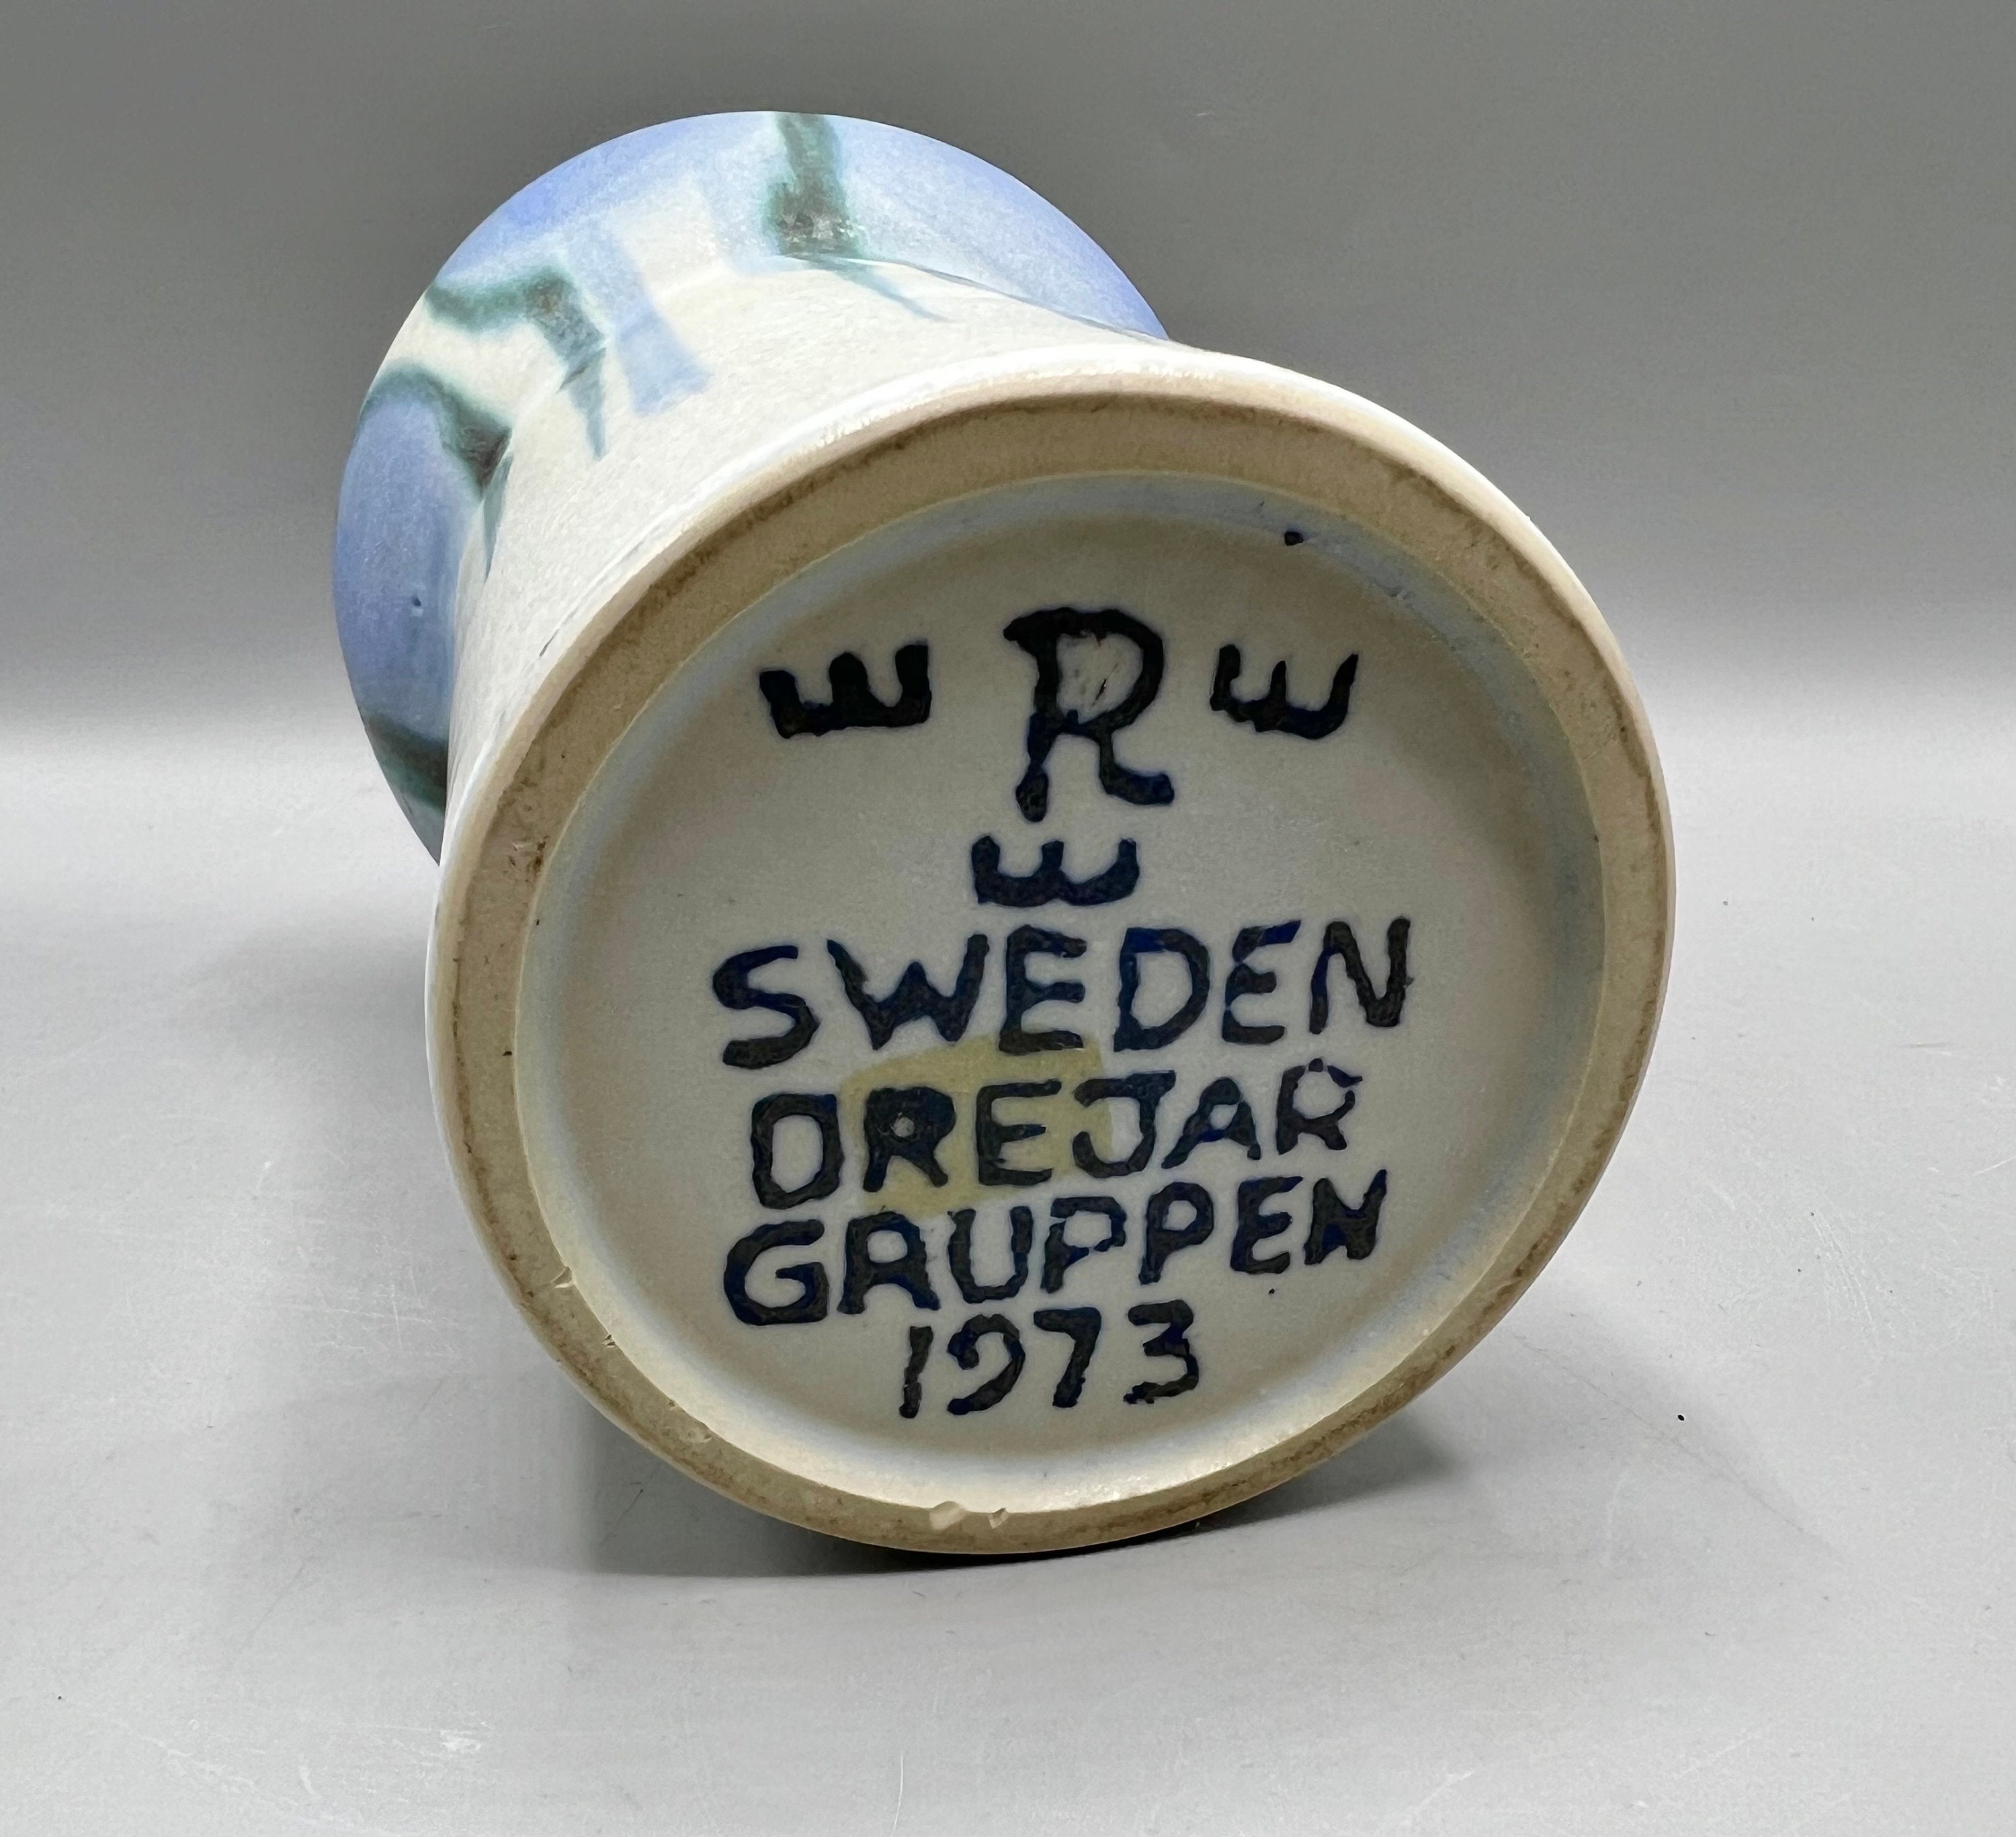 R
SWEDEN
DREJAR
GRUPPEN
1973